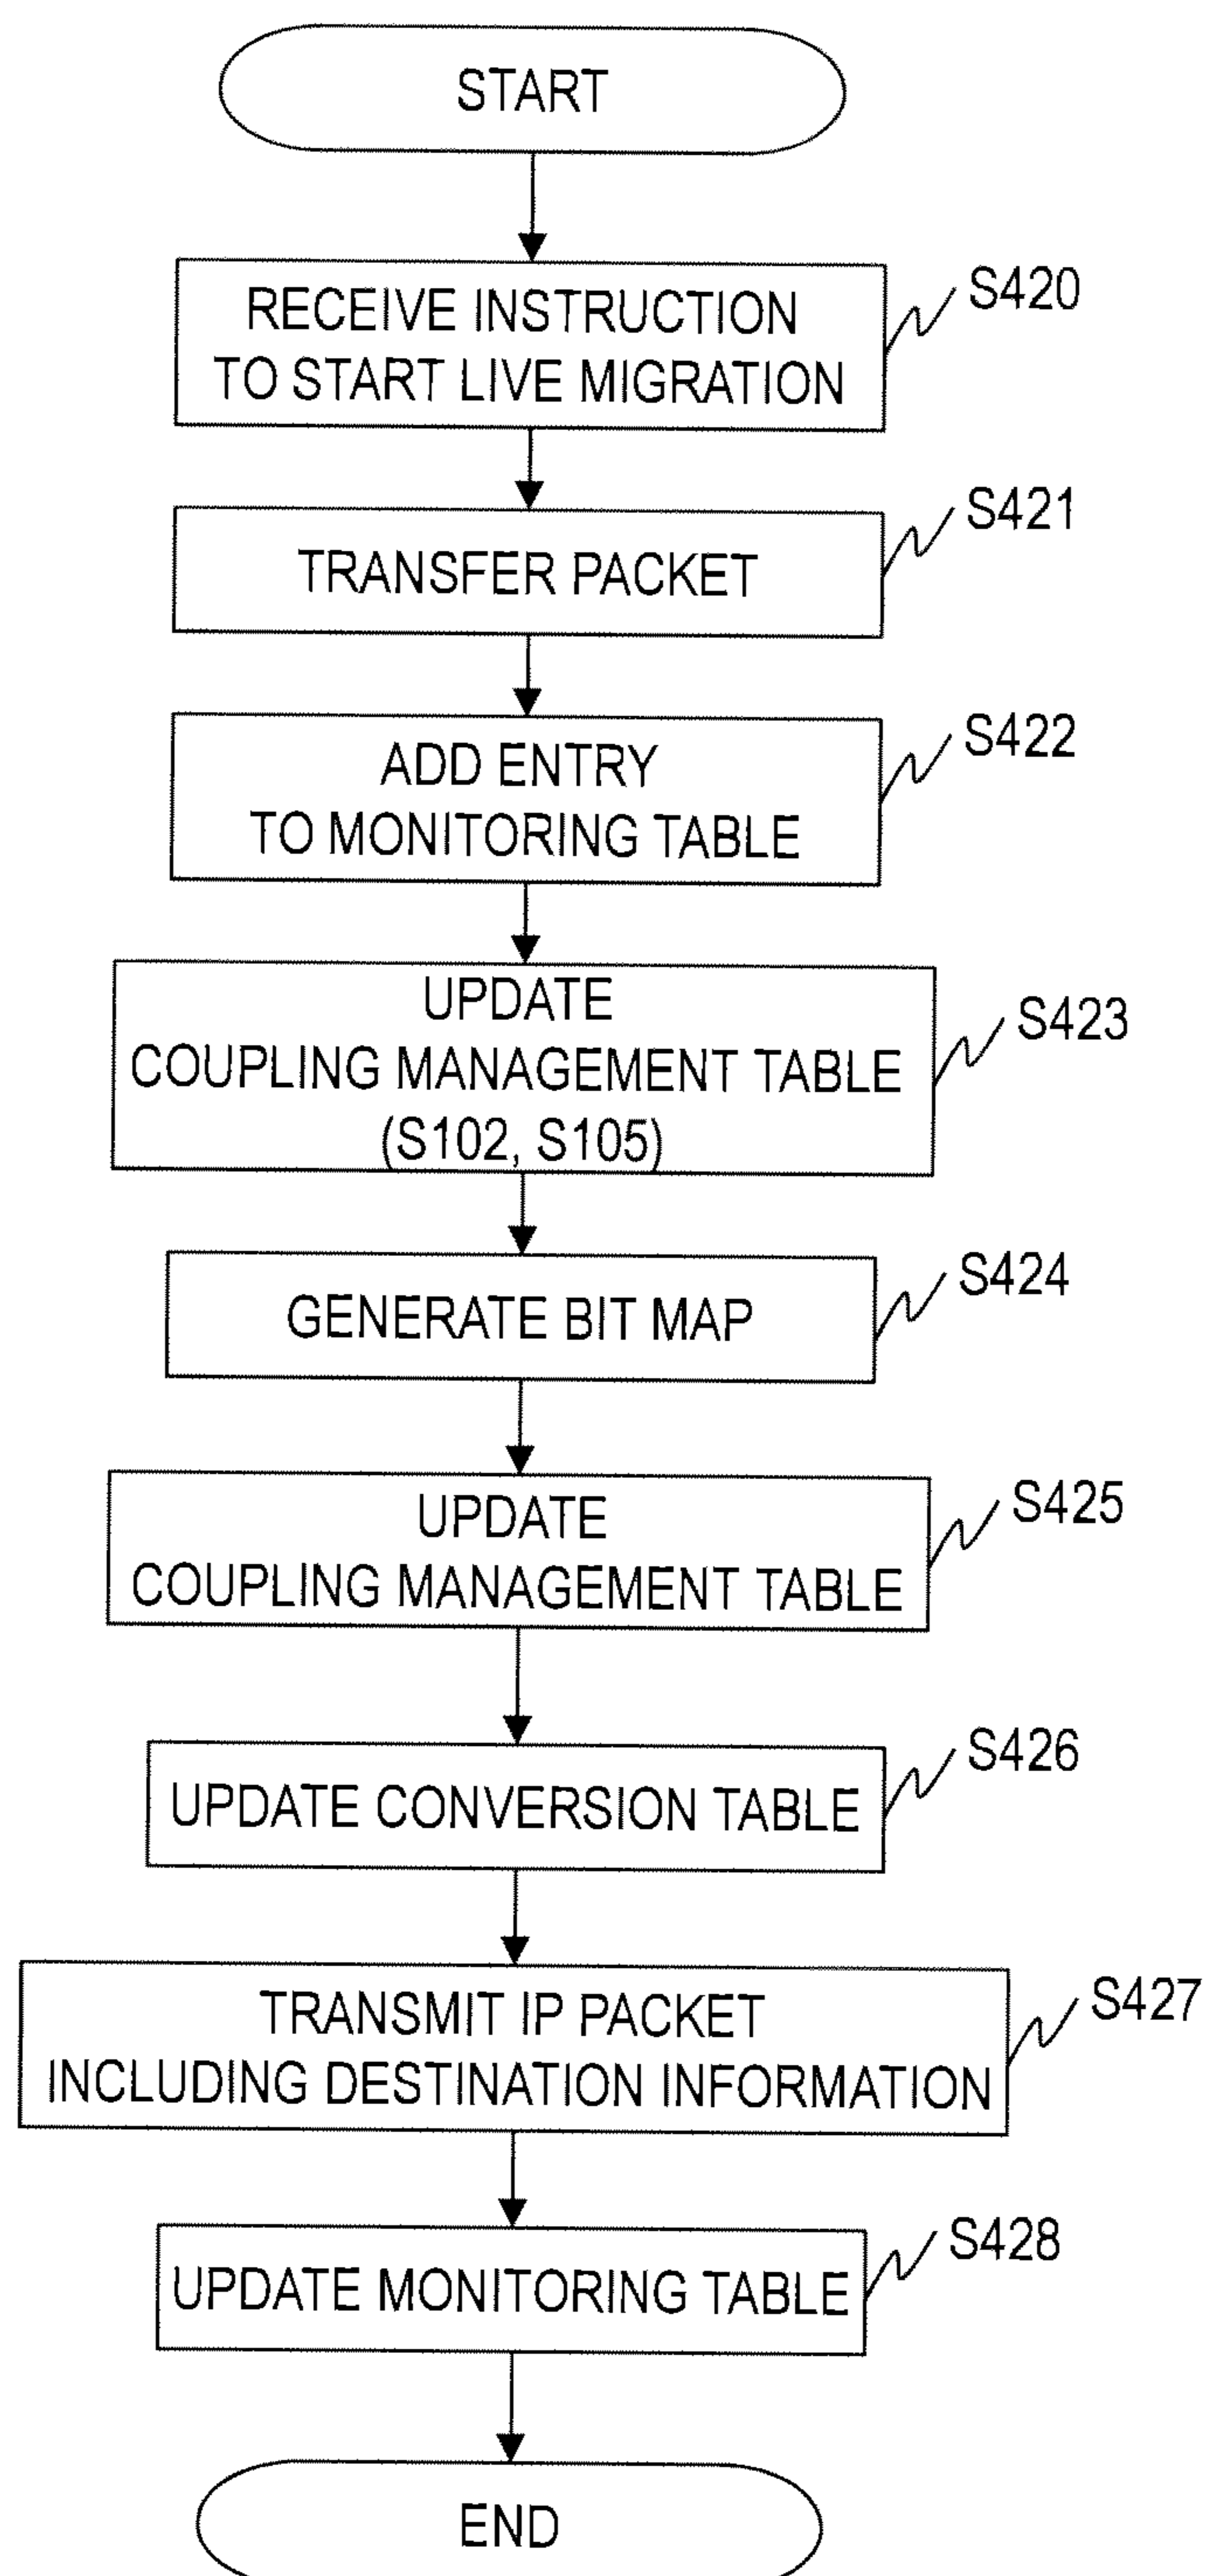 START
RECEIVE INSTRUCTION
TO START LIVE MIGRATION
S420
TRANSFER PACKET
S421
ADD ENTRY
TO MONITORING TABLE
S422
UPDATE
COUPLING MANAGEMENT TABLE
(S102, S105)
S423
GENERATE BIT MAP
S424
UPDATE
COUPLING MANAGEMENT TABLE
S425
UPDATE CONVERSION TABLE
S426
TRANSMIT IP PACKET
INCLUDING DESTINATION INFORMATION
S427
UPDATE MONITORING TABLE
S428
END